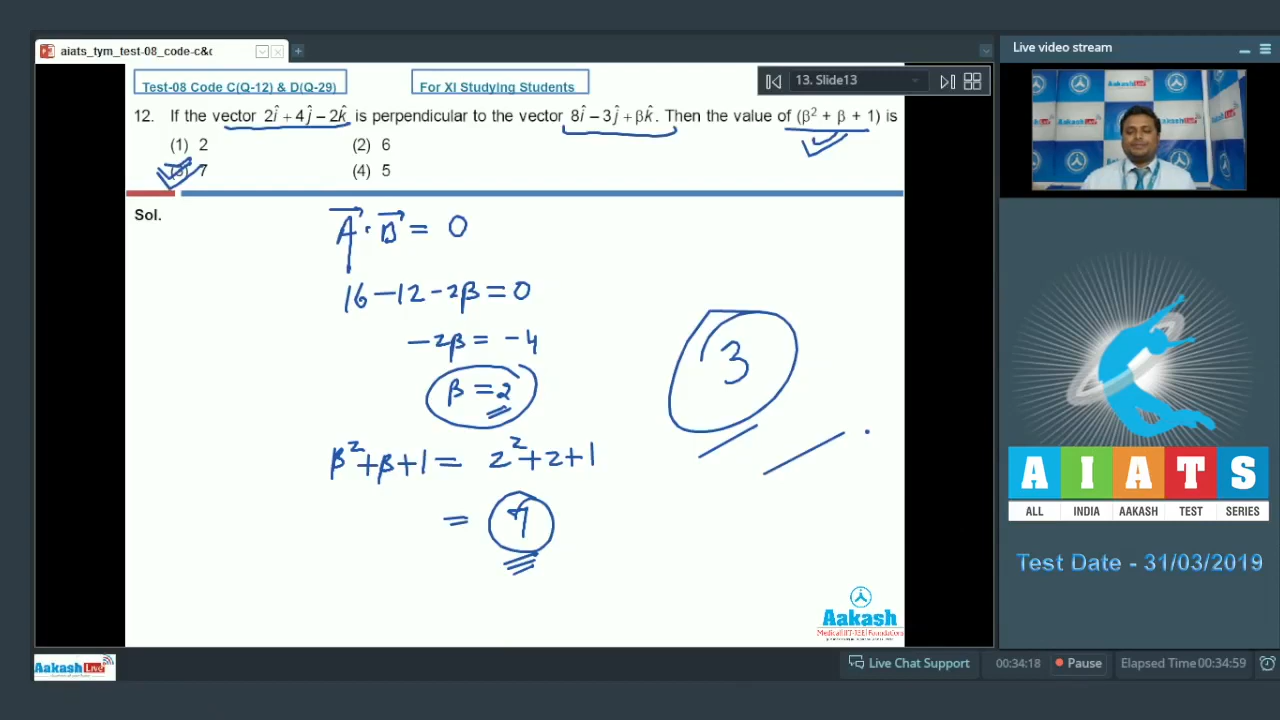 aiats_tym_test-08_code-c&c
Live video stream
Test-08 Code C(Q-12) & D(Q-29)
For XI Studying Students
13. Slide13
12. If the vector 2î + 4ĵ – 2k̂ is perpendicular to the vector 8î – 3ĵ + βk̂. Then the value of (β² + β + 1) is
(1) 2 (2) 6
(3) 7 (4) 5
Sol.
A⃗ · B⃗ = 0
16 – 12 – 2β = 0
– 2β = – 4
β = 2
3
β² + β + 1 = 2² + 2 + 1
= 7
A I A T S
ALL INDIA AAKASH TEST SERIES
Test Date - 31/03/2019
Aakash
Medical|IIT-JEE|Foundations
Aakash Live
Live Chat Support
00:34:18
Pause
Elapsed Time 00:34:59